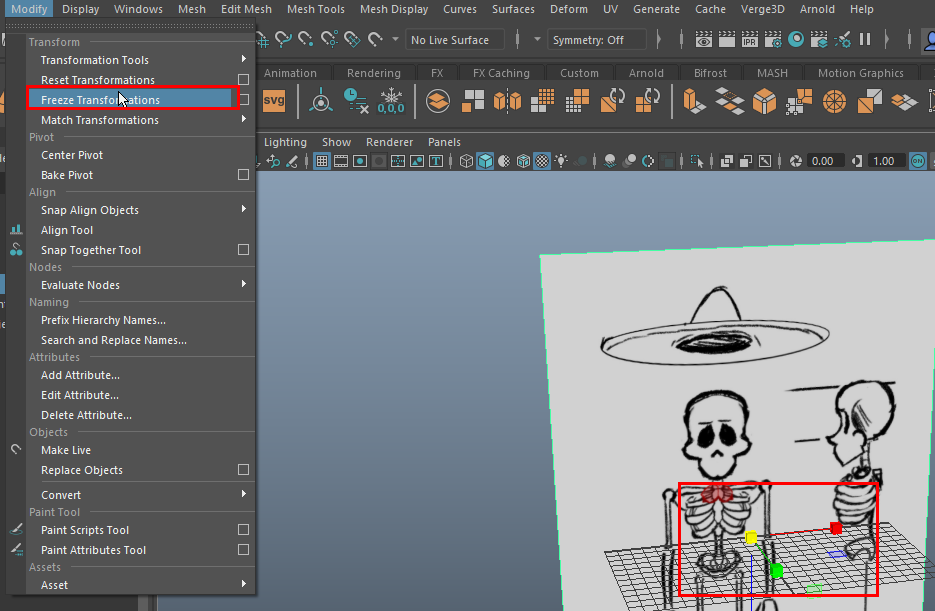 Modify Display Windows Mesh Edit Mesh Mesh Tools Mesh Display Curves Surfaces Deform UV Generate Cache Verge3D Arnold Help
No Live Surface
Symmetry: Off
IPR
Animation Rendering FX FX Caching Custom Arnold Bifrost MASH Motion Graphics
svg
0,0,0
Lighting Show Renderer Panels
0.00
1.00
ON
Transform
Transformation Tools
Reset Transformations
Freeze Transformations
Match Transformations
Pivot
Center Pivot
Bake Pivot
Align
Snap Align Objects
Align Tool
Snap Together Tool
Nodes
Evaluate Nodes
Naming
Prefix Hierarchy Names...
Search and Replace Names...
Attributes
Add Attribute...
Edit Attribute...
Delete Attribute...
Objects
Make Live
Replace Objects
Convert
Paint Tool
Paint Scripts Tool
Paint Attributes Tool
Assets
Asset